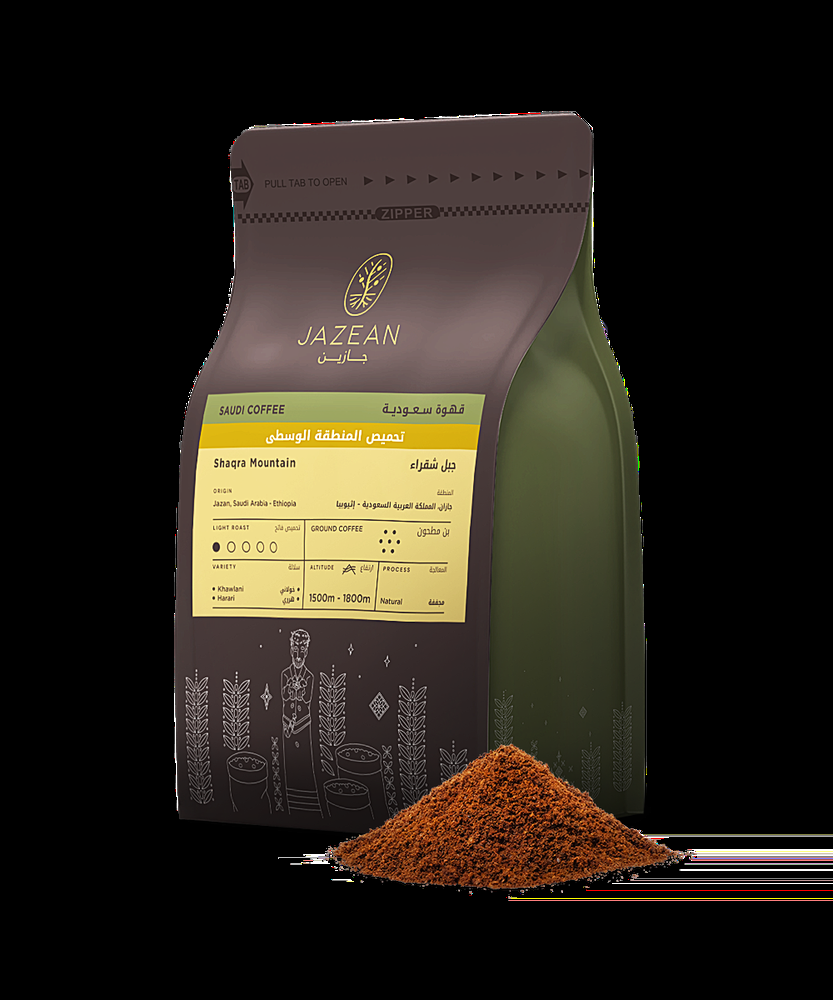 TAB
PULL TAB TO OPEN
ZIPPER
JAZEAN
جازين
SAUDI COFFEE قهوة سعودية
تحميص المنطقة الوسطى
Shaqra Mountain جبل شقراء
ORIGIN المنطقة
Jazan, Saudi Arabia - Ethiopia جازان، المملكة العربية السعودية - إثيوبيا
LIGHT ROAST تحميص فاتح GROUND COFFEE بن مطحون
VARIETY سلالة ALTITUDE ارتفاع PROCESS المعالجة
• Khawlani • خولاني
• Harari • هرري 1500m - 1800m Natural مجففة